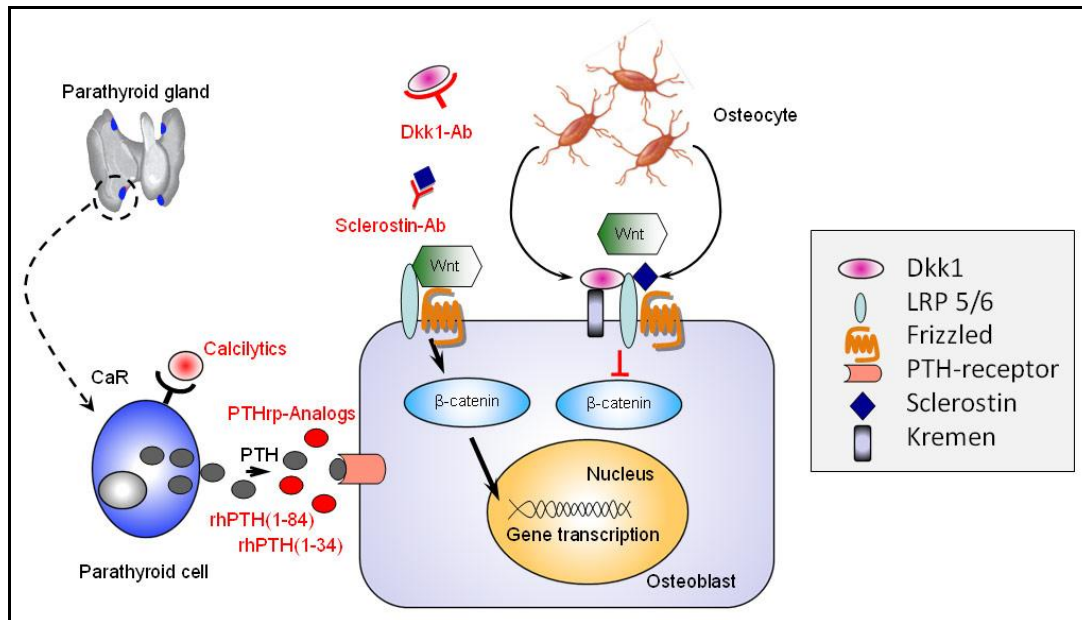 Parathyroid gland
Dkk1-Ab
Osteocyte
Sclerostin-Ab
Wnt
Wnt
CaR
Calcilytics
PTHrp-Analogs
PTH
rhPTH(1-84)
rhPTH(1-34)
Parathyroid cell
β-catenin
β-catenin
Nucleus
Gene transcription
Osteoblast
Dkk1
LRP 5/6
Frizzled
PTH-receptor
Sclerostin
Kremen